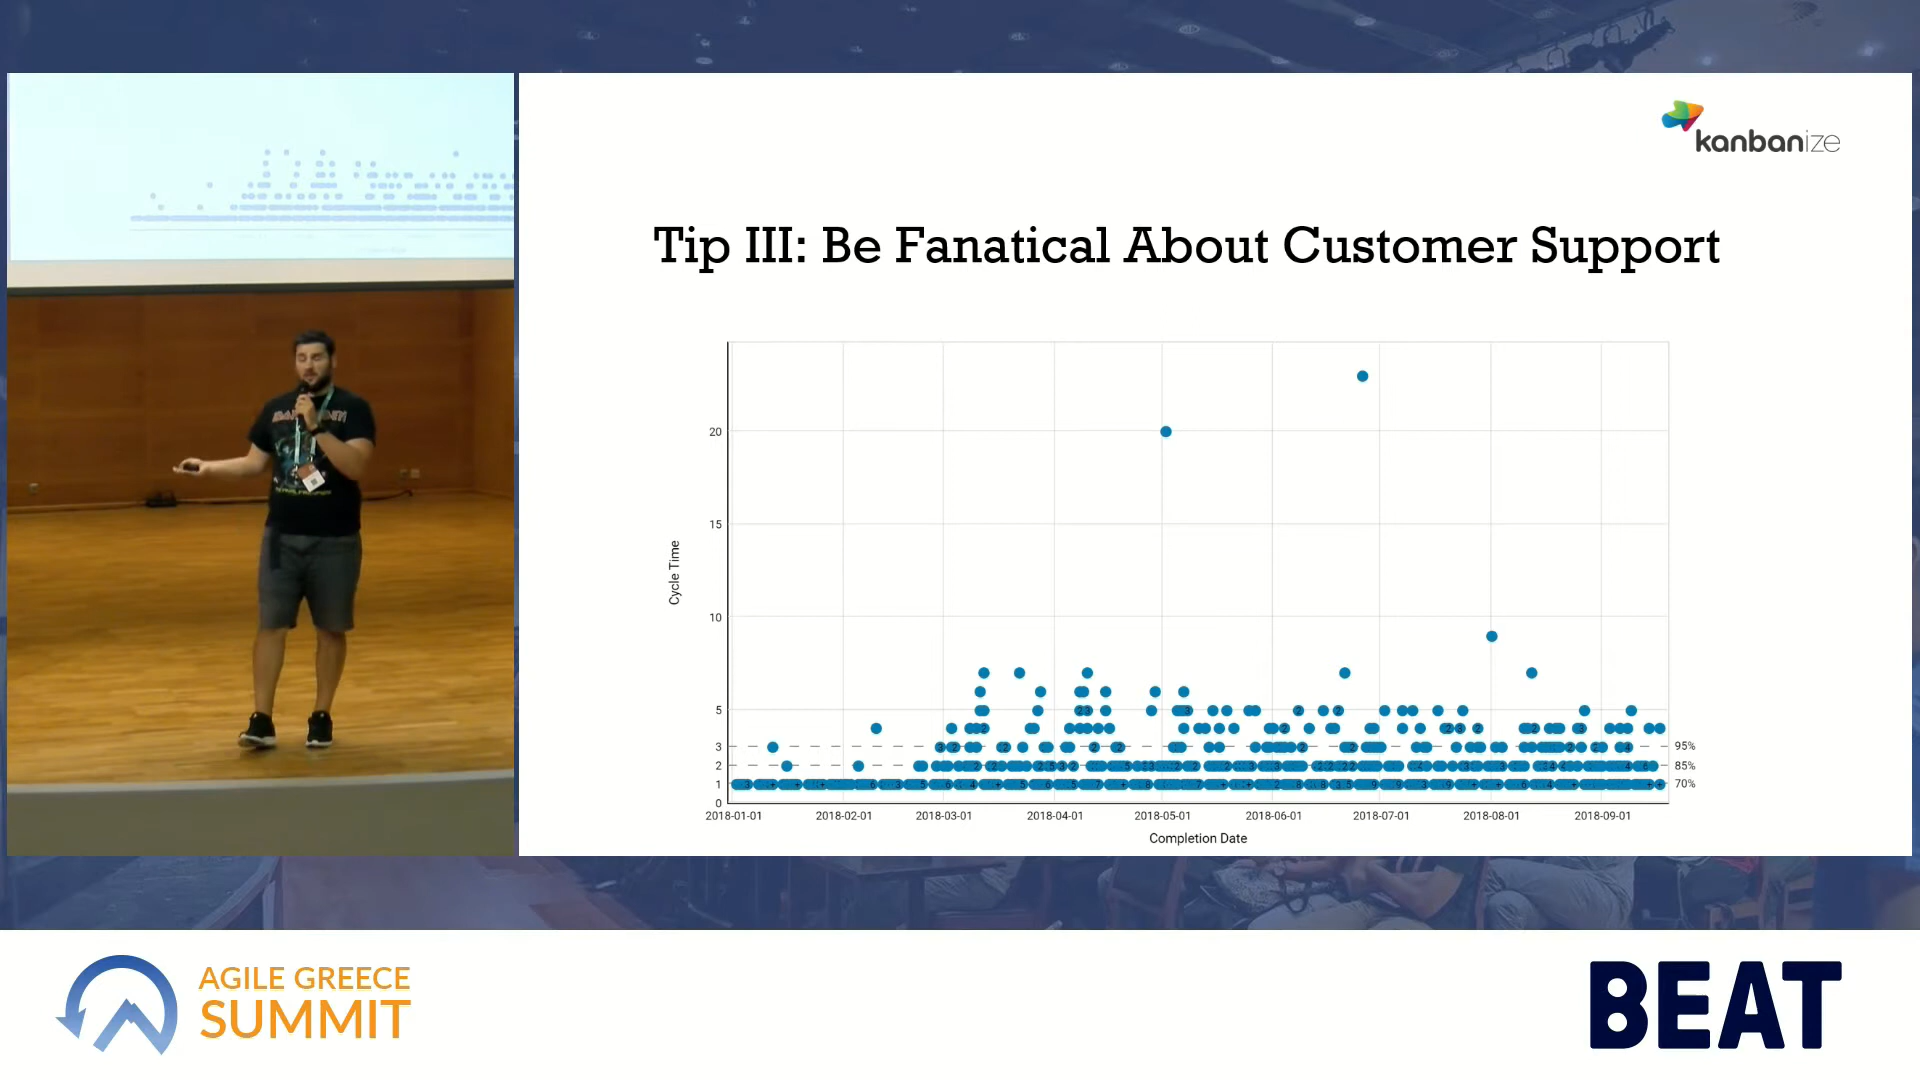 kanbanize
Tip III: Be Fanatical About Customer Support
Cycle Time
20
15
10
5
3
2
1
0
95%
85%
70%
2018-01-01
2018-02-01
2018-03-01
2018-04-01
2018-05-01
2018-06-01
2018-07-01
2018-08-01
2018-09-01
Completion Date
AGILE GREECE
SUMMIT
BEAT